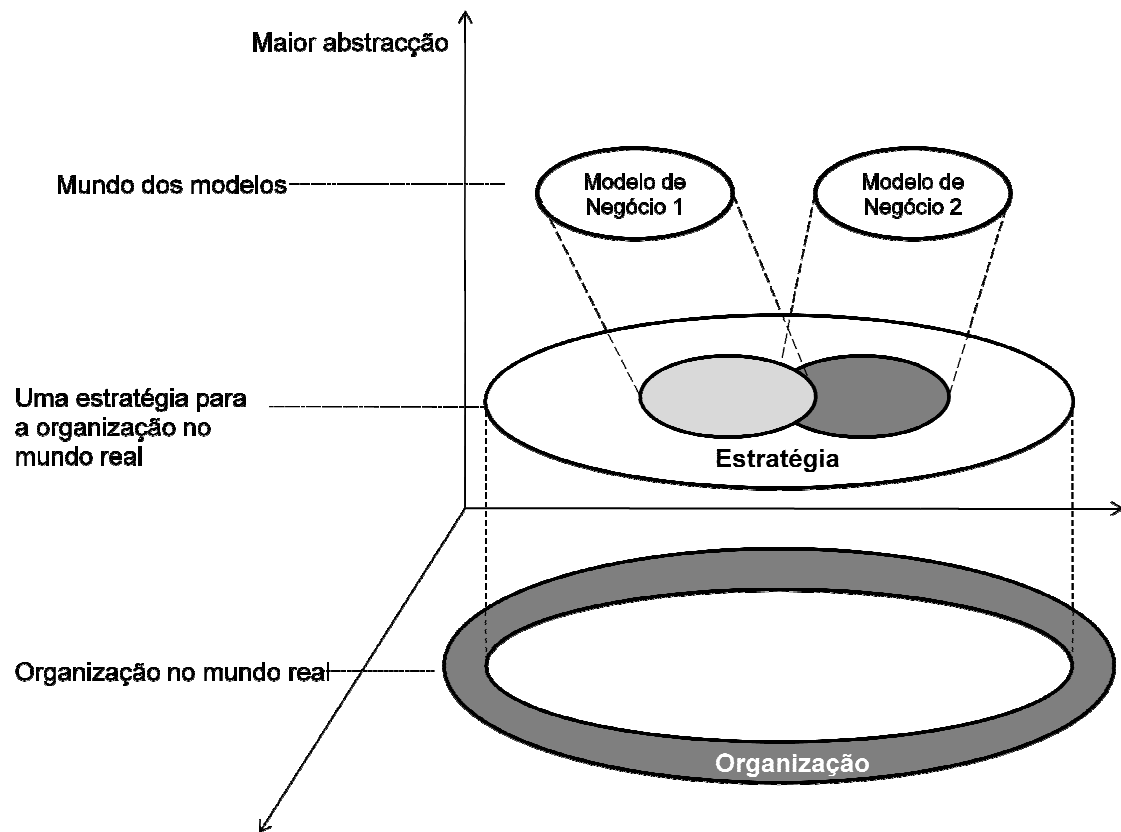 Maior abstracção
Mundo dos modelos
Modelo de
Negócio 1
Modelo de
Negócio 2
Uma estratégia para
a organização no
mundo real
Estratégia
Organização no mundo real
Organização